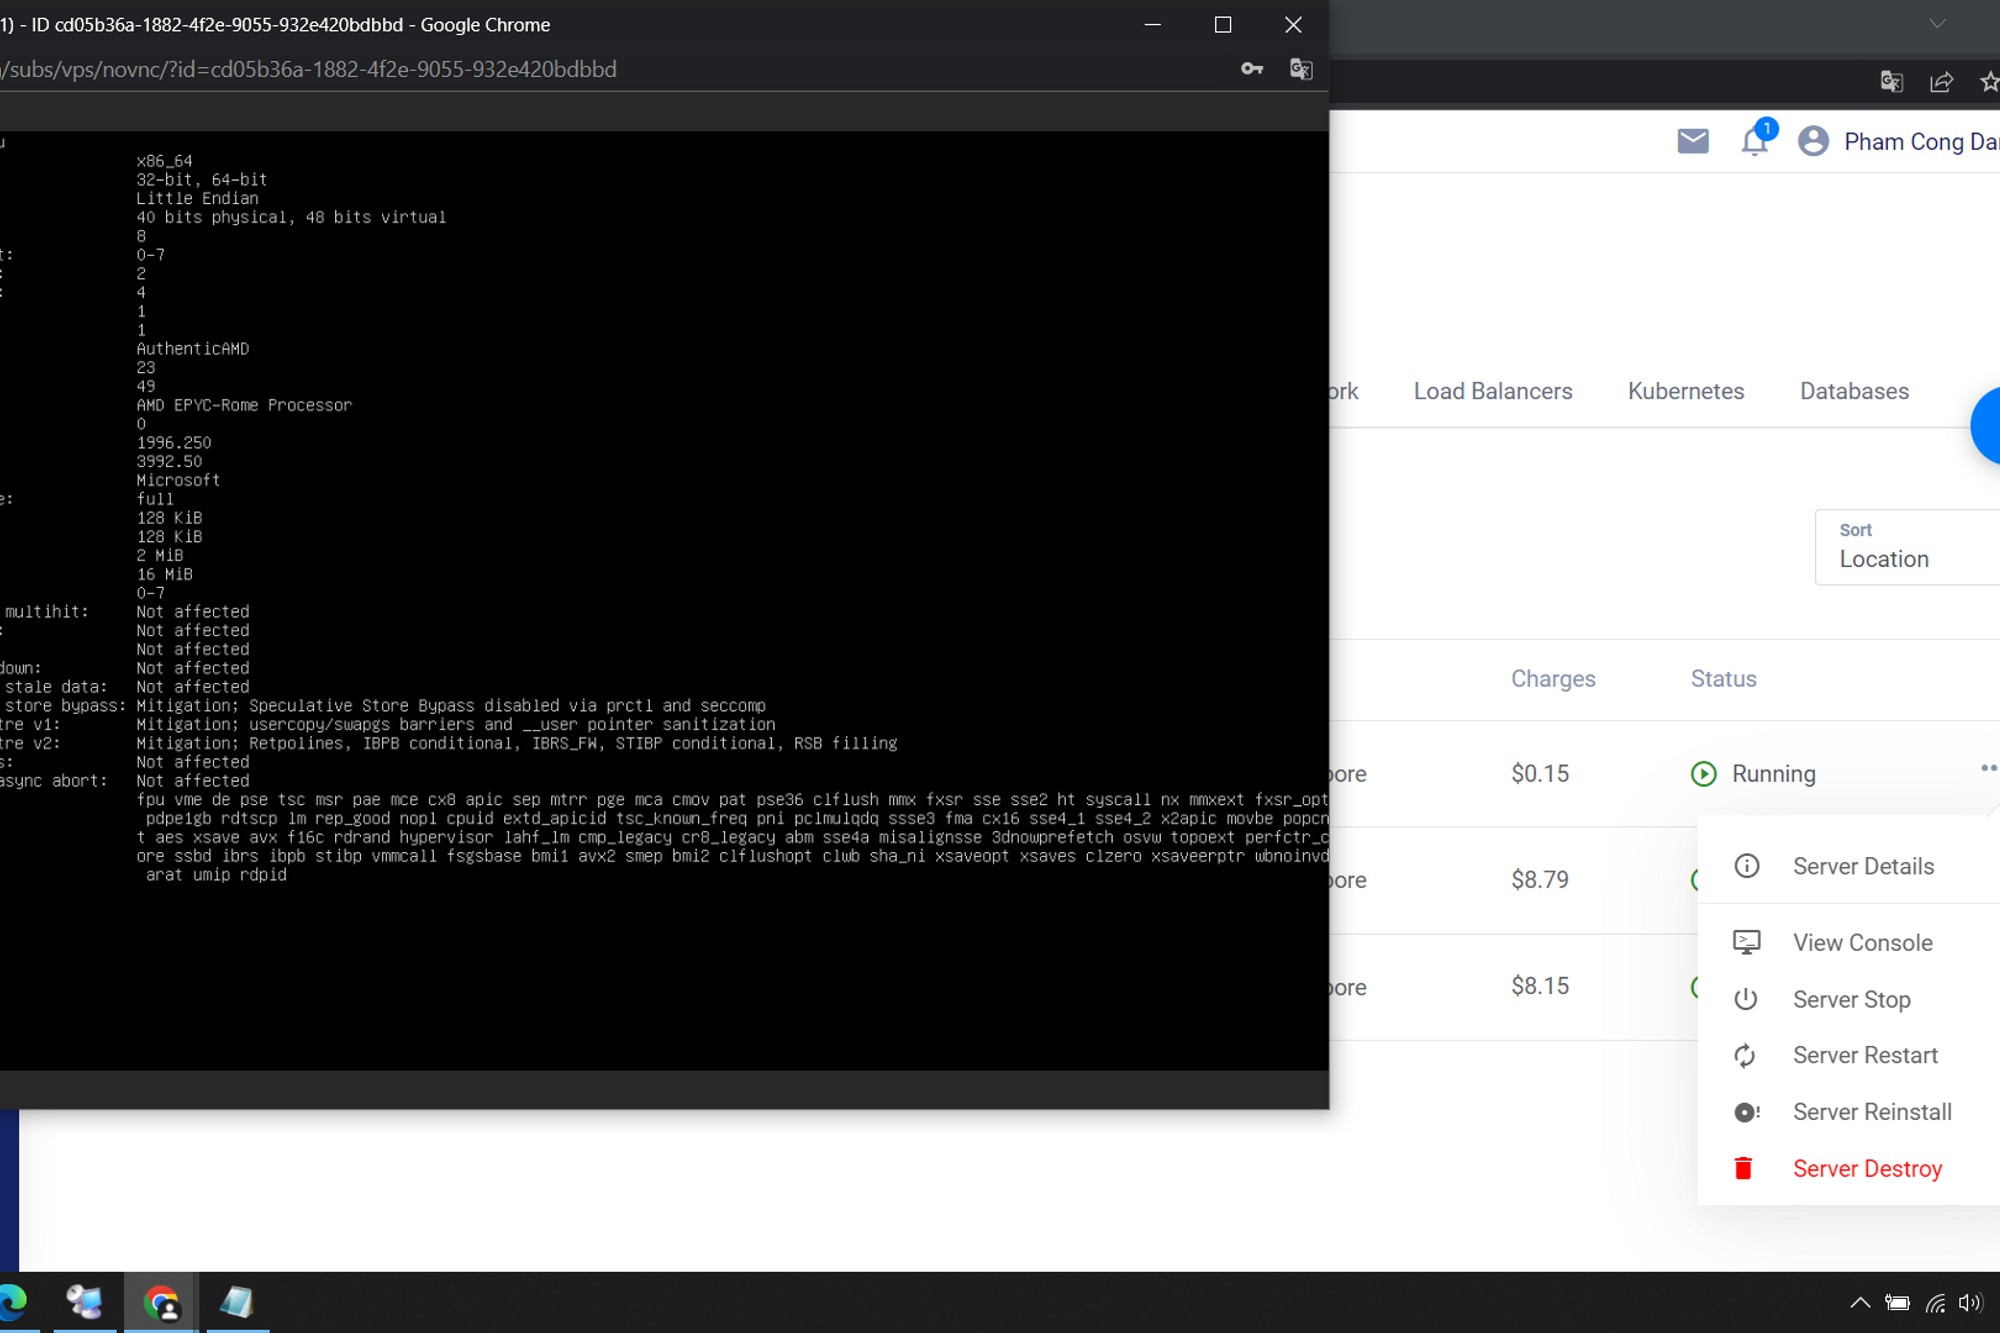 1) - ID cd05b36a-1882-4f2e-9055-932e420bdbbd - Google Chrome
/subs/vps/novnc/?id=cd05b36a-1882-4f2e-9055-932e420bdbbd
x86_64
32-bit, 64-bit
Little Endian
40 bits physical, 48 bits virtual
8
t: 0-7
: 2
: 4
1
1
AuthenticAMD
23
49
AMD EPYC-Rome Processor
0
1996.250
3992.50
Microsoft
e: full
128 KiB
128 KiB
2 MiB
16 MiB
0-7
multihit: Not affected
: Not affected
Not affected
down: Not affected
stale data: Not affected
store bypass: Mitigation; Speculative Store Bypass disabled via prctl and seccomp
tre v1: Mitigation; usercopy/swapgs barriers and __user pointer sanitization
tre v2: Mitigation; Retpolines, IBPB conditional, IBRS_FW, STIBP conditional, RSB filling
s: Not affected
async abort: Not affected
fpu vme de pse tsc msr pae mce cx8 apic sep mtrr pge mca cmov pat pse36 clflush mmx fxsr sse sse2 ht syscall nx mmxext fxsr_opt
pdpe1gb rdtscp lm rep_good nopl cpuid extd_apicid tsc_known_freq pni pclmulqdq ssse3 fma cx16 sse4_1 sse4_2 x2apic movbe popcn
t aes xsave avx f16c rdrand hypervisor lahf_lm cmp_legacy cr8_legacy abm sse4a misalignsse 3dnowprefetch osvw topoext perfctr_c
ore ssbd ibrs ibpb stibp vmmcall fsgsbase bmi1 avx2 smep bmi2 clflushopt clwb sha_ni xsaveopt xsaves clzero xsaveerptr wbnoinvd
arat umip rdpid
1
Pham Cong Da
ork Load Balancers Kubernetes Databases
Sort
Location
Charges Status
pore $0.15 Running
pore $8.79
pore $8.15
Server Details
View Console
Server Stop
Server Restart
Server Reinstall
Server Destroy